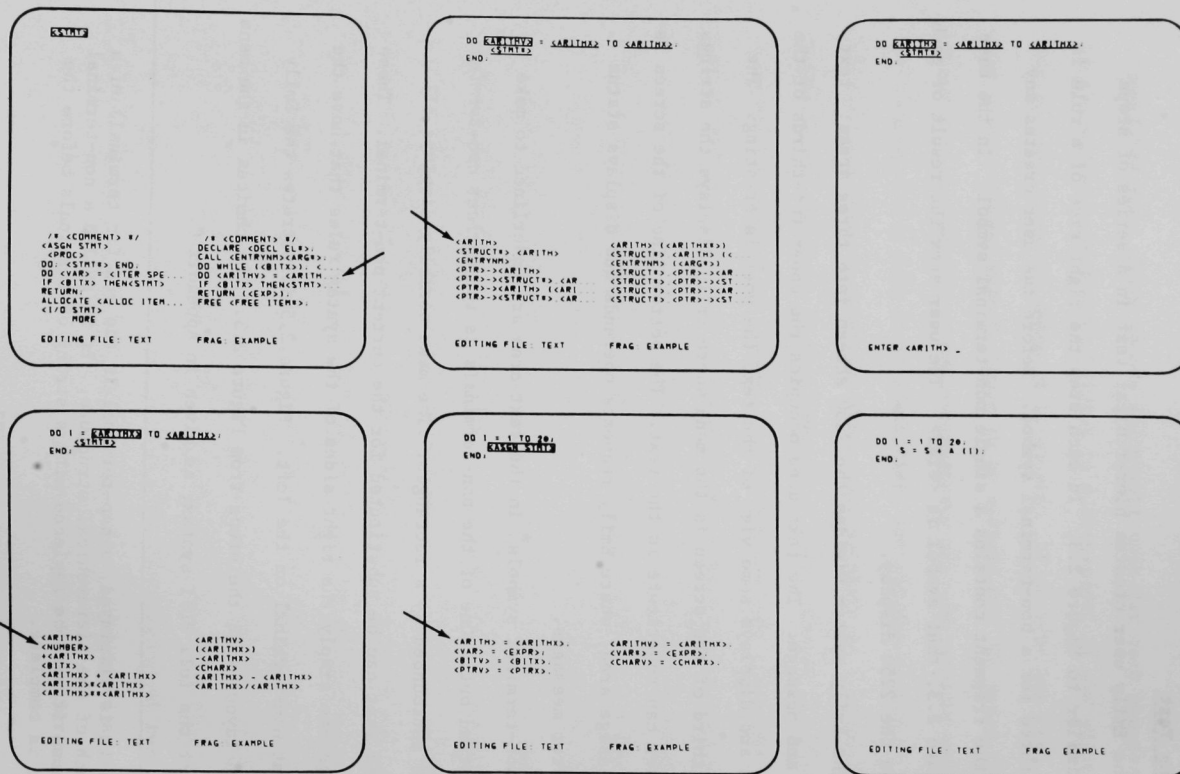 <STMT>
/* <COMMENT> */ /* <COMMENT> */
<ASGN STMT> DECLARE <DECL EL*>;
<PROC> CALL <ENTRYNM><ARG*>;
DO; <STMT*> END; DO WHILE (<BITX>); <...
DO <VAR> = <ITER SPE... DO <ARITHV> = <ARITH...
IF <BITX> THEN<STMT> IF <BITX> THEN<STMT>...
RETURN; RETURN (<EXP>);
ALLOCATE <ALLOC ITEM... FREE <FREE ITEM*>;
<I/O STMT>
MORE
EDITING FILE: TEXT FRAG: EXAMPLE
DO <ARITHV> = <ARITHX> TO <ARITHX>;
<STMT*>
END;
<ARITH> <ARITH> (<ARITHX*>)
<STRUCT*>.<ARITH> <STRUCT*>.<ARITH> (<...
<ENTRYNM> <ENTRYNM> (<ARG*>)
<PTR>-><ARITH> <STRUCT*>.<PTR>-><AR...
<PTR>-><STRUCT*>.<AR... <STRUCT*>.<PTR>-><ST...
<PTR>-><ARITH> (<ARI... <STRUCT*>.<PTR>-><AR...
<PTR>-><STRUCT*>.<AR... <STRUCT*>.<PTR>-><ST...
EDITING FILE: TEXT FRAG: EXAMPLE
DO <ARITH> = <ARITHX> TO <ARITHX>;
<STMT*>
END;
ENTER <ARITH> _
DO I = <ARITHX> TO <ARITHX>;
<STMT*>
END;
<ARITH> <ARITHV>
<NUMBER> (<ARITHX>)
+<ARITHX> -<ARITHX>
<BITX> <CHARX>
<ARITHX> + <ARITHX> <ARITHX> - <ARITHX>
<ARITHX>*<ARITHX> <ARITHX>/<ARITHX>
<ARITHX>**<ARITHX>
EDITING FILE: TEXT FRAG: EXAMPLE
DO I = 1 TO 20;
<ASGN STMT>
END;
<ARITH> = <ARITHX>; <ARITHV> = <ARITHX>;
<VAR> = <EXPR>; <VAR*> = <EXPR>;
<BITV> = <BITX>; <CHARV> = <CHARX>;
<PTRV> = <PTRX>;
EDITING FILE: TEXT FRAG: EXAMPLE
DO I = 1 TO 20;
S = S + A (I);
END;
EDITING FILE: TEXT FRAG: EXAMPLE